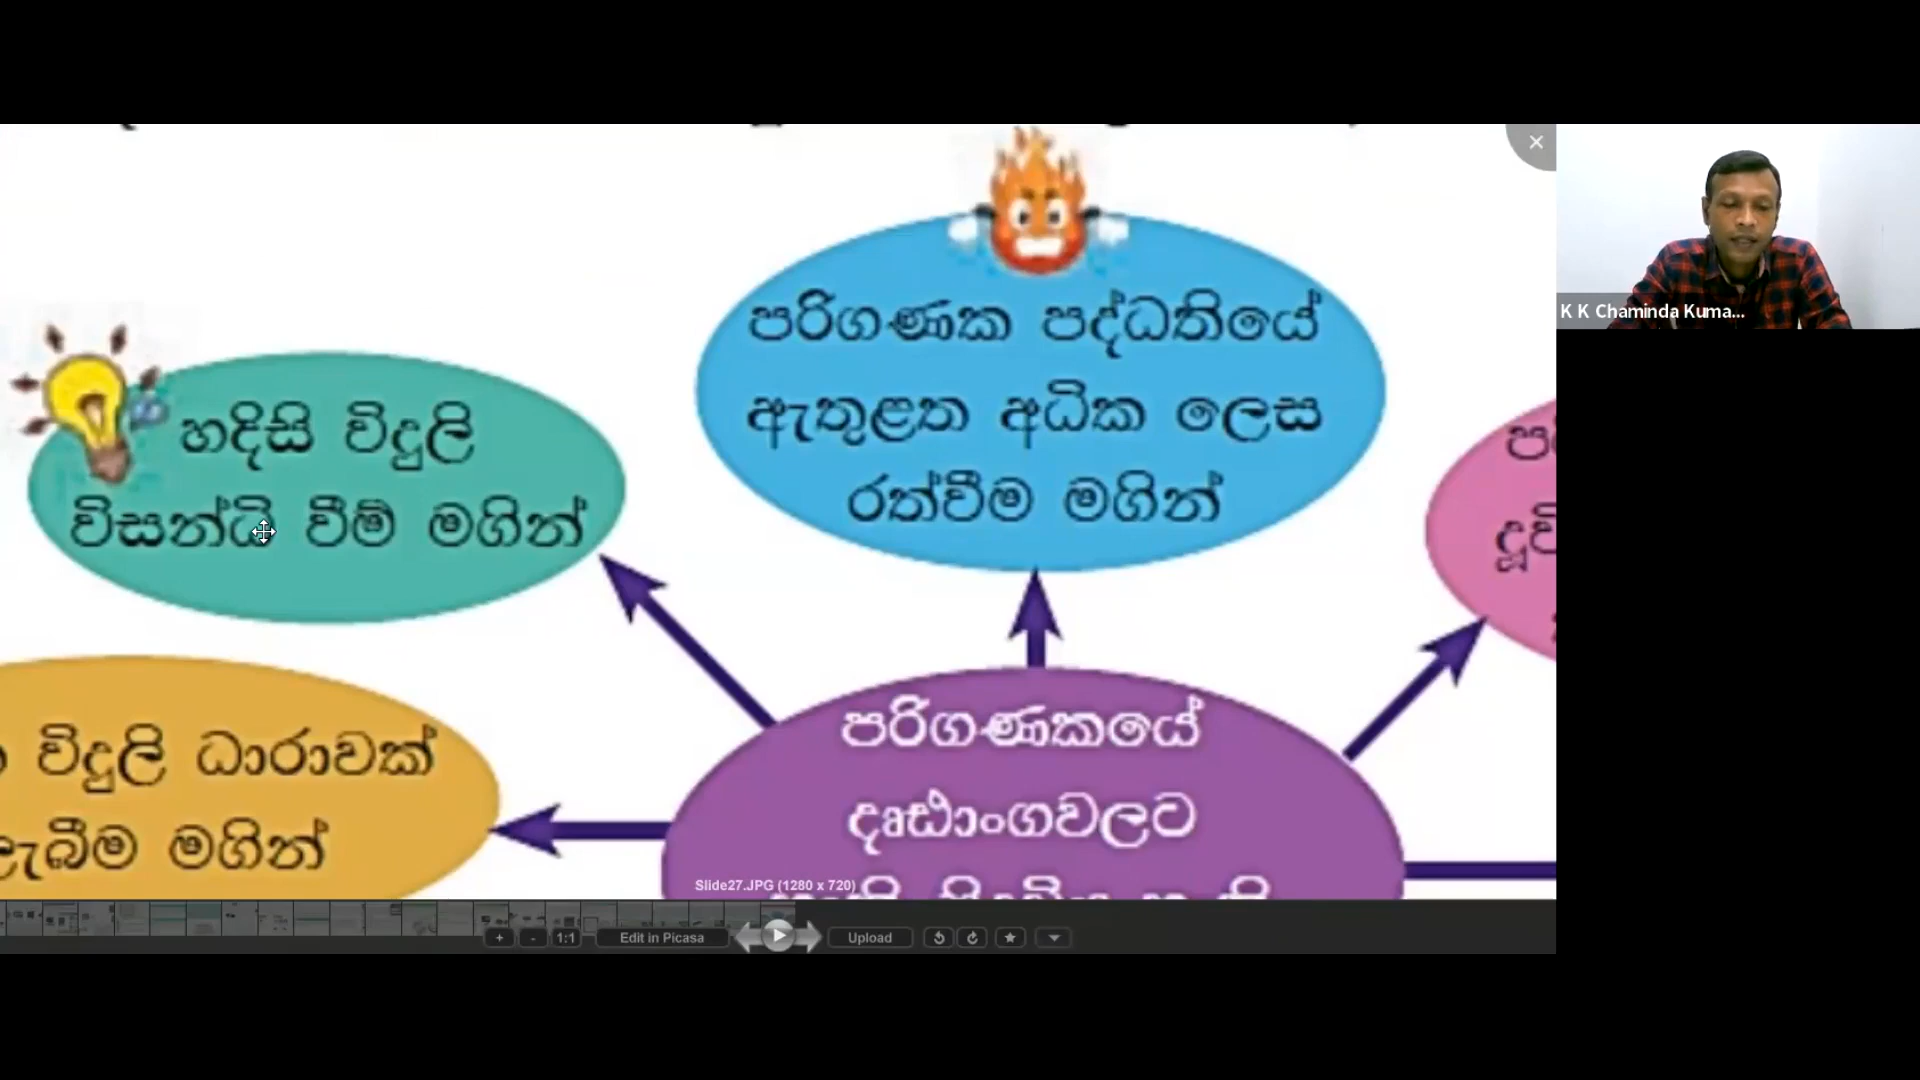 පරිගණක පද්ධතියේ
ඇතුළත අධික ලෙස
රත්වීම මගින්
හදිසි විදුලි
විසන්ධි වීම් මගින්
විදුලි ධාරාවක්
මගින්
පරිගණකයේ
දෘඪාංගවලට
Slide27.JPG (1280 x 720)
K K Chaminda Kuma...
+
-
1:1
Edit in Picasa
Upload